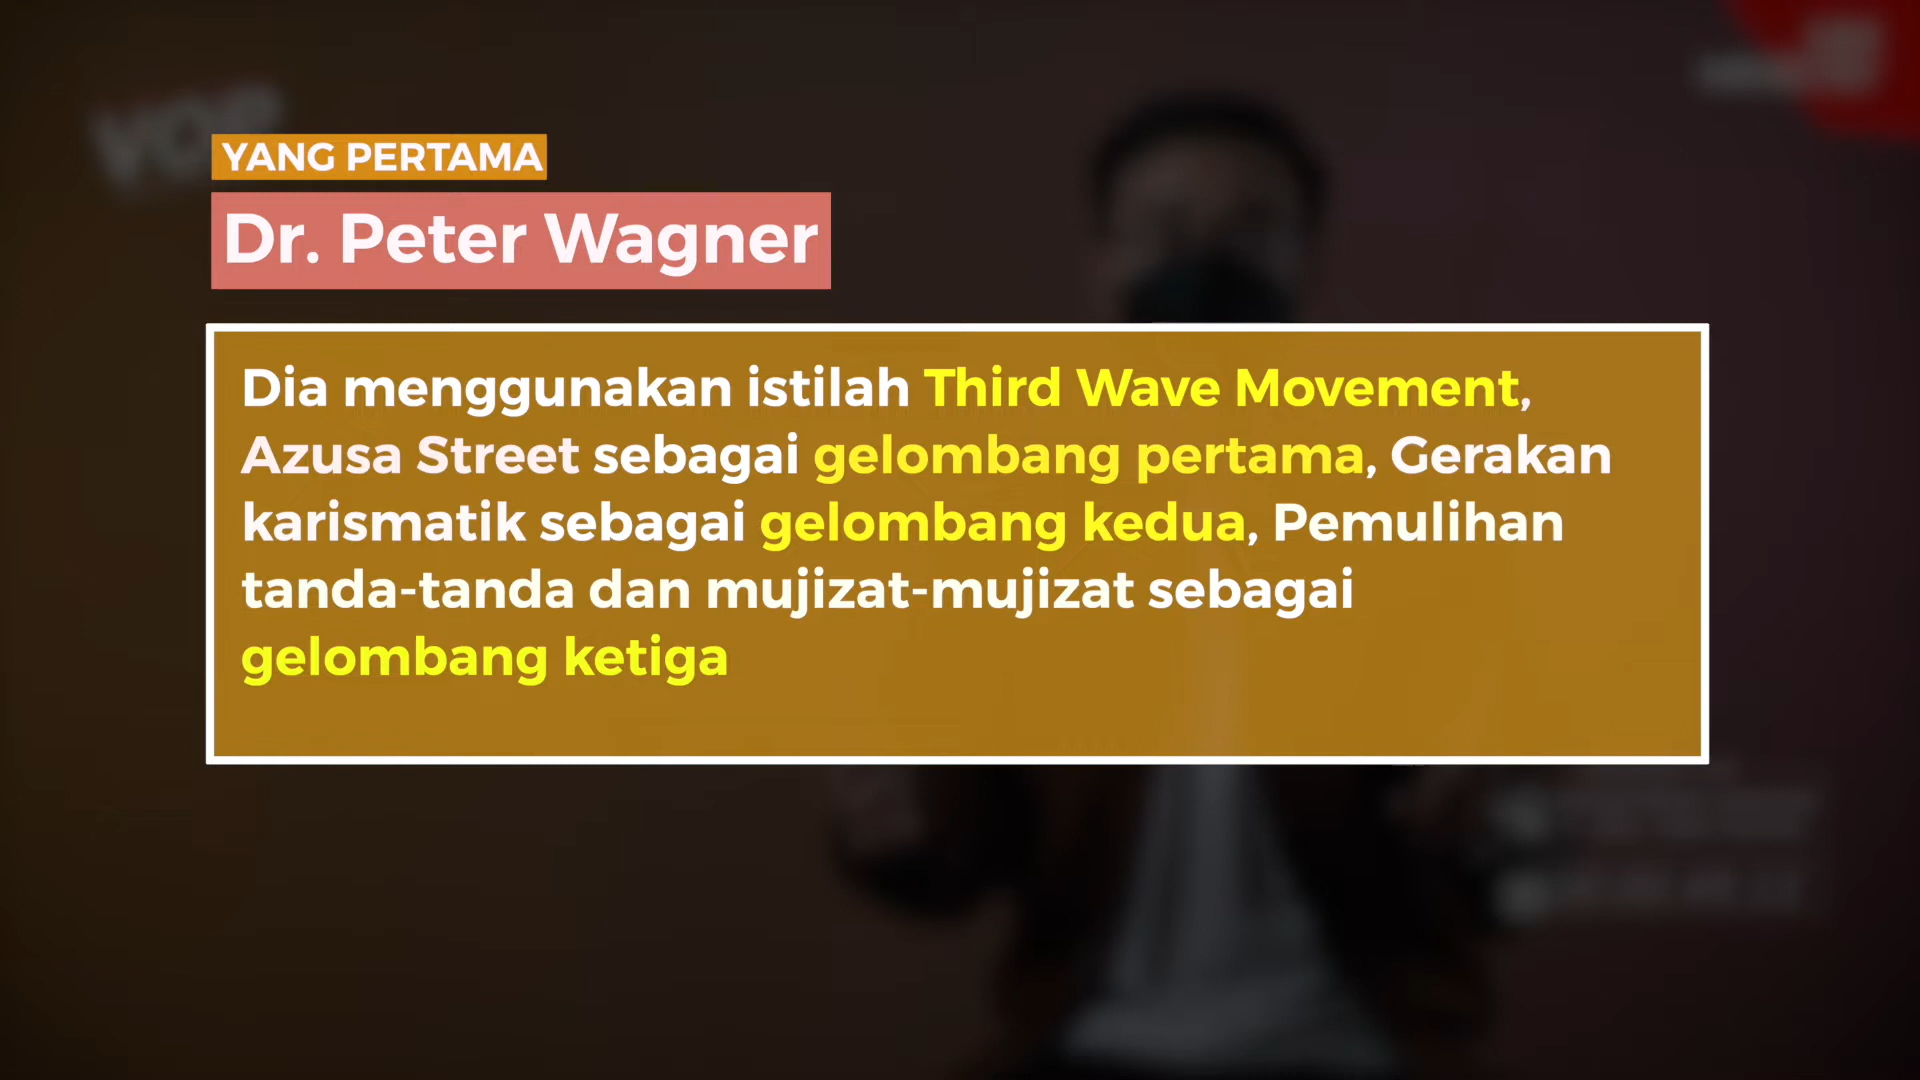 YANG PERTAMA
Dr. Peter Wagner
Dia menggunakan istilah Third Wave Movement,
Azusa Street sebagai gelombang pertama, Gerakan
karismatik sebagai gelombang kedua, Pemulihan
tanda-tanda dan mujizat-mujizat sebagai
gelombang ketiga